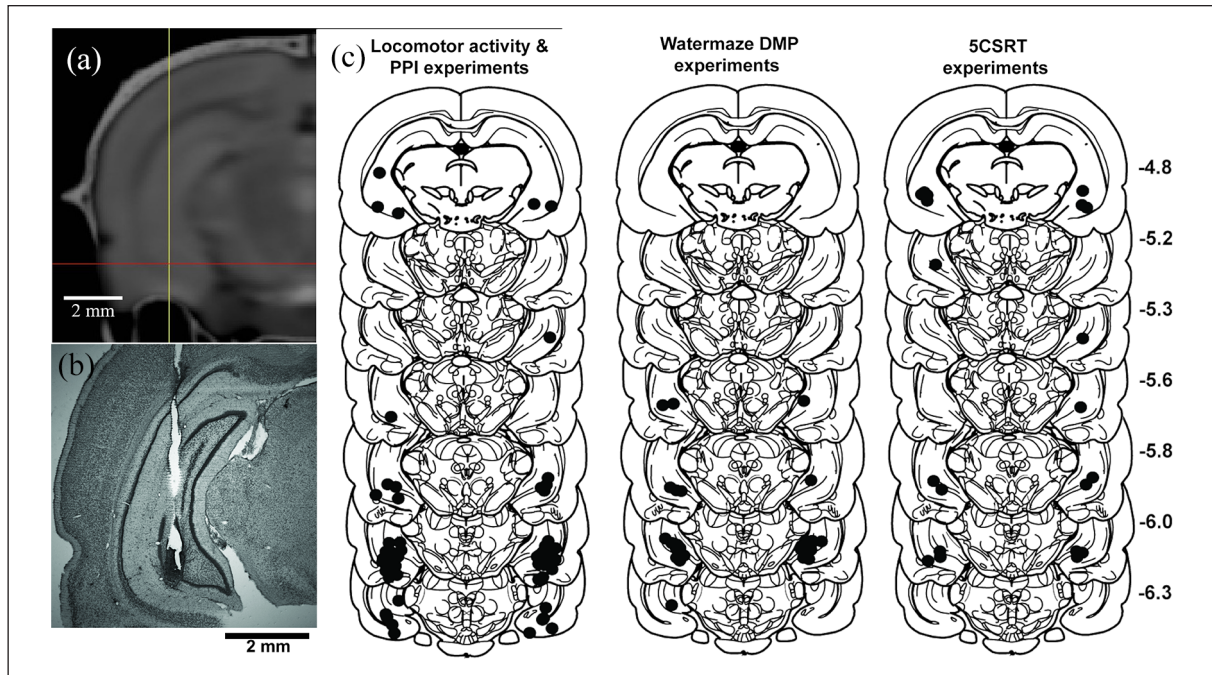 (a)
2 mm
(b)
2 mm
(c)
Locomotor activity &
PPI experiments
Watermaze DMP
experiments
5CSRT
experiments
-4.8
-5.2
-5.3
-5.6
-5.8
-6.0
-6.3